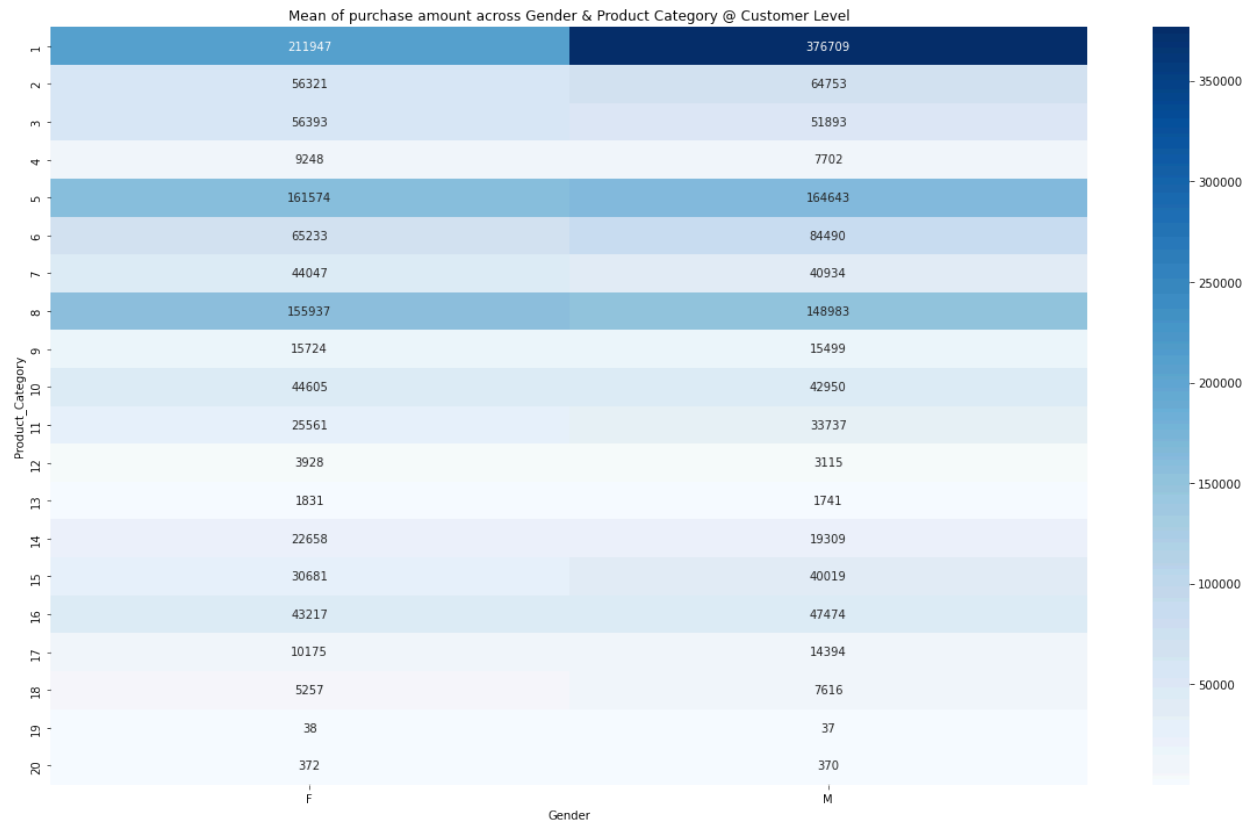 Mean of purchase amount across Gender & Product Category @ Customer Level
1 211947 376709
2 56321 64753
3 56393 51893
4 9248 7702
5 161574 164643
6 65233 84490
7 44047 40934
8 155937 148983
9 15724 15499
10 44605 42950
11 25561 33737
12 3928 3115
13 1831 1741
14 22658 19309
15 30681 40019
16 43217 47474
17 10175 14394
18 5257 7616
19 38 37
20 372 370
Product_Category
F M
Gender
350000
300000
250000
200000
150000
100000
50000